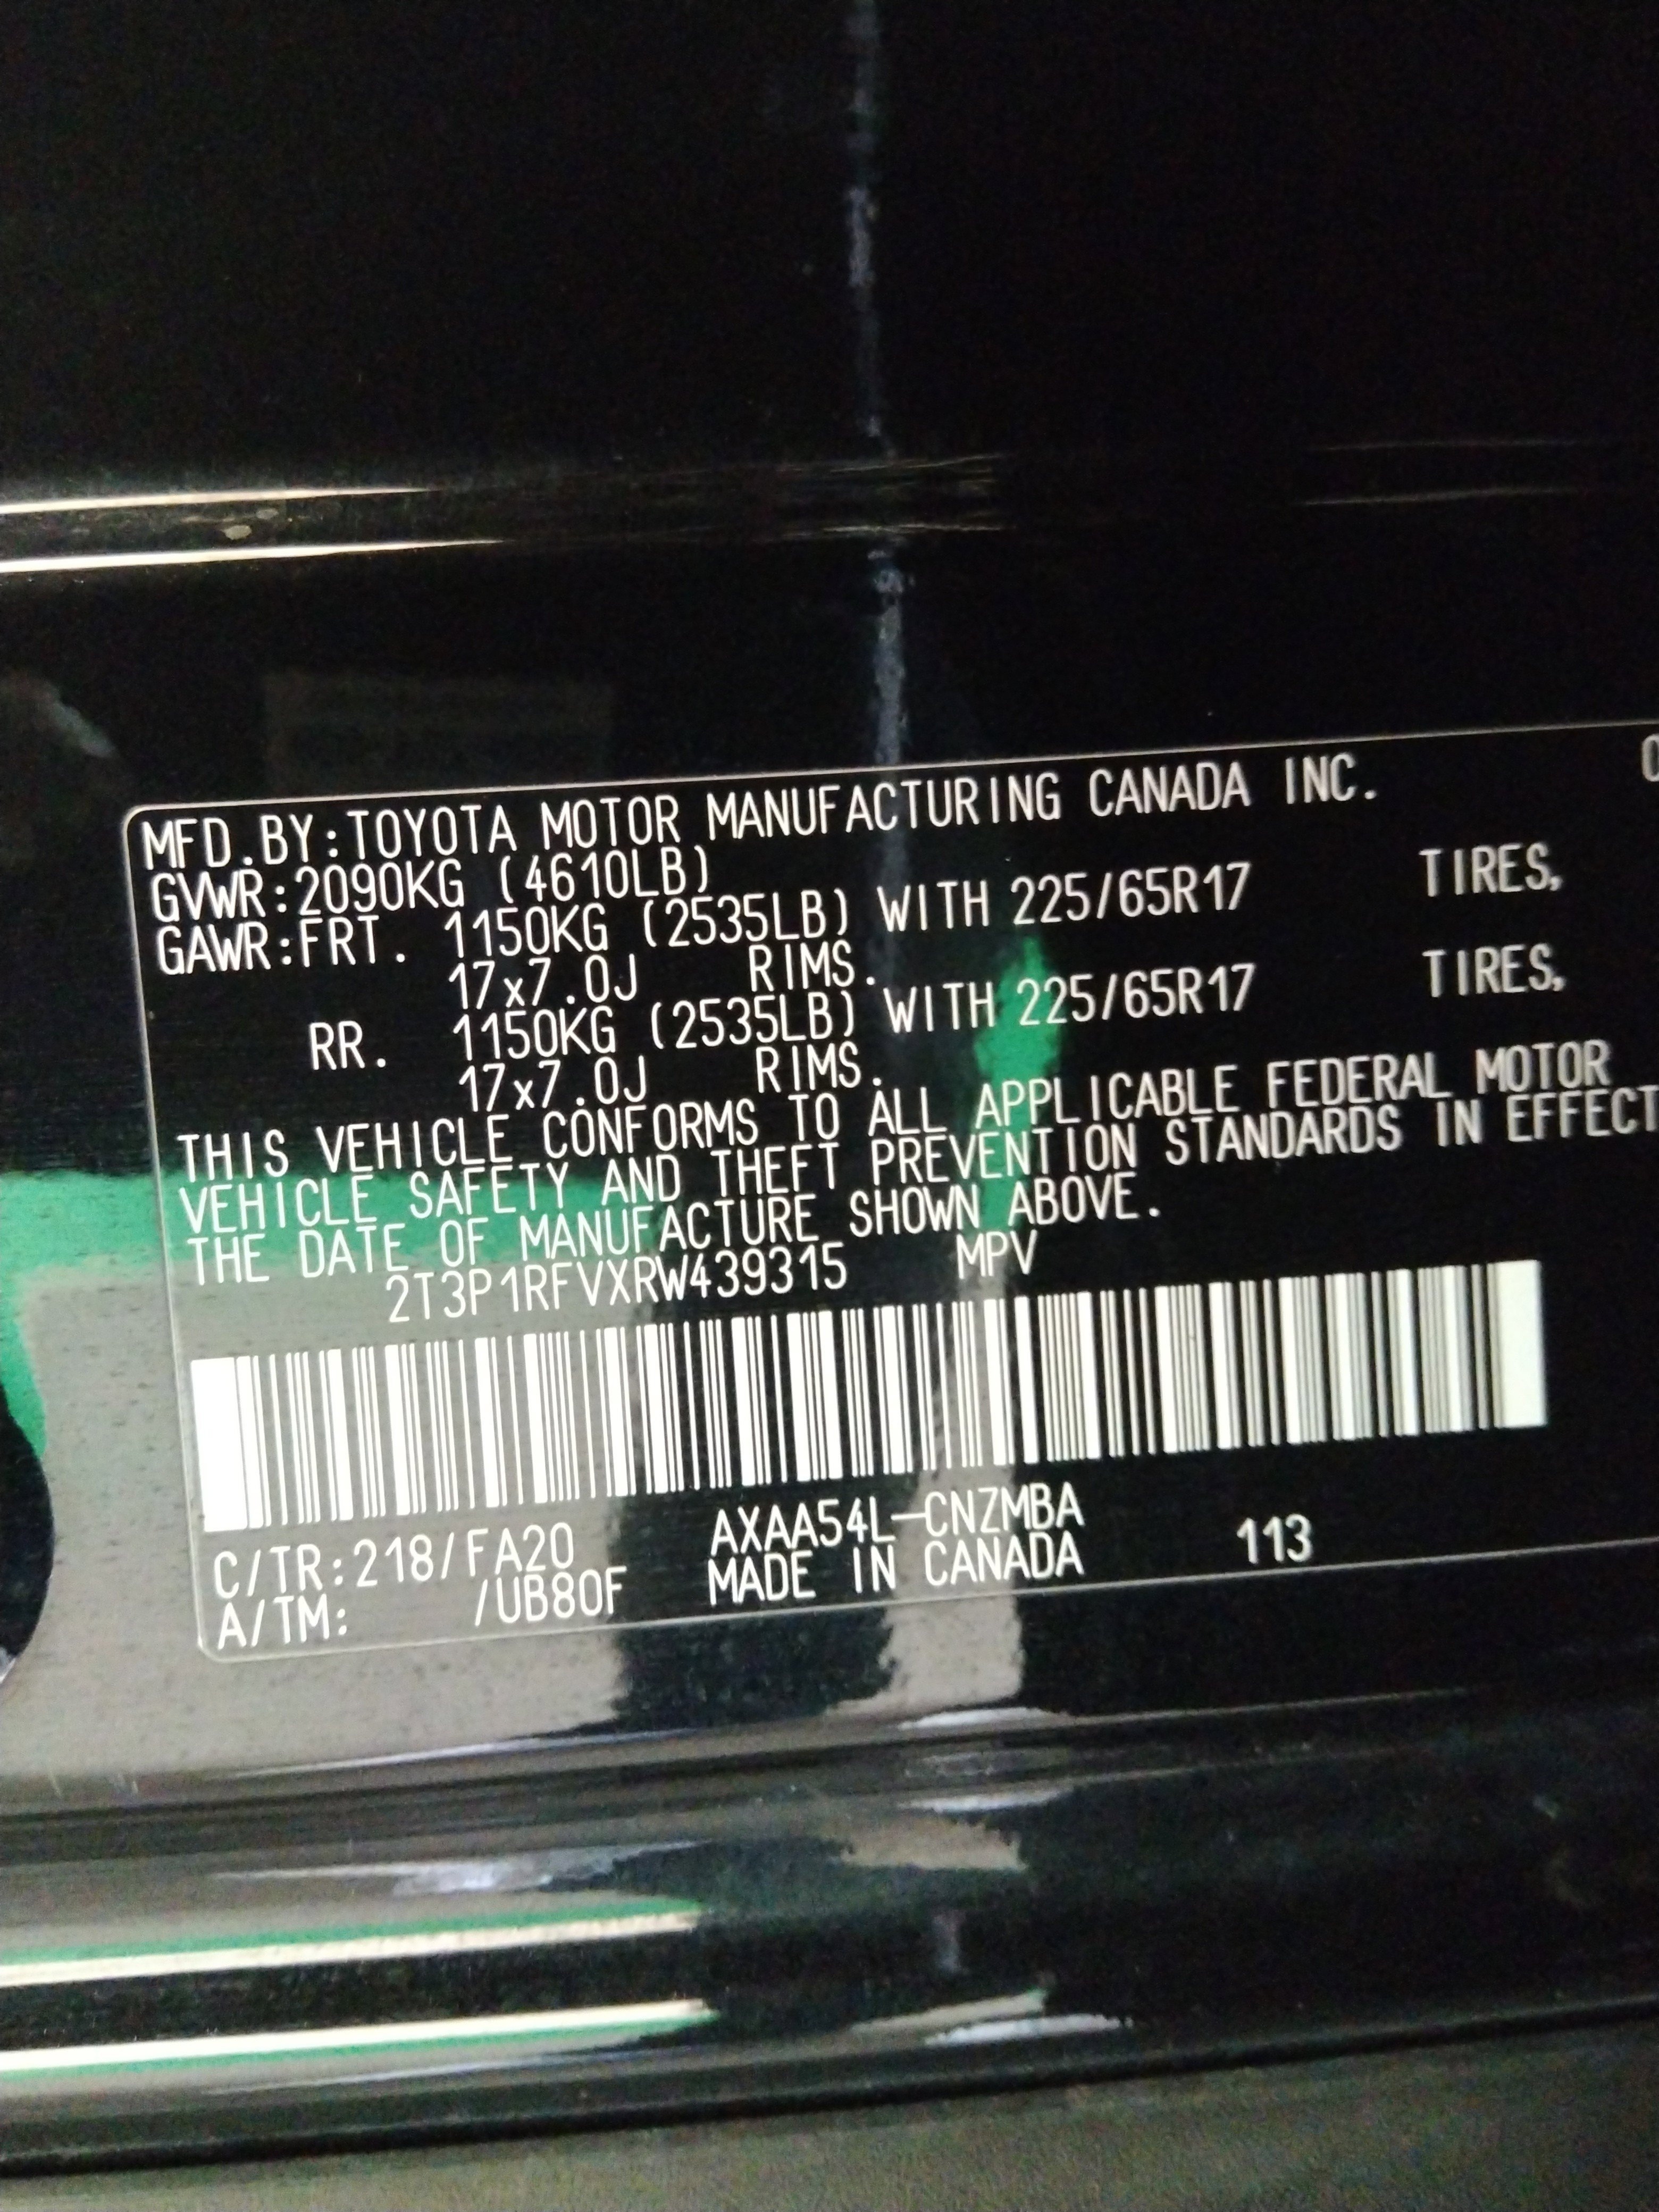 MFD.BY:TOYOTA MOTOR MANUFACTURING CANADA INC.
GVWR:2090KG (4610LB)
GAWR:FRT. 1150KG (2535LB) WITH 225/65R17 TIRES,
17x7.0J RIMS.
RR. 1150KG (2535LB) WITH 225/65R17 TIRES,
17x7.0J RIMS.
THIS VEHICLE CONFORMS TO ALL APPLICABLE FEDERAL MOTOR
VEHICLE SAFETY AND THEFT PREVENTION STANDARDS IN EFFECT
THE DATE OF MANUFACTURE SHOWN ABOVE.
2T3P1RFVXRW439315 MPV
C/TR:218/FA20 AXAA54L-CNZMBA
A/TM: /UB80F MADE IN CANADA 113